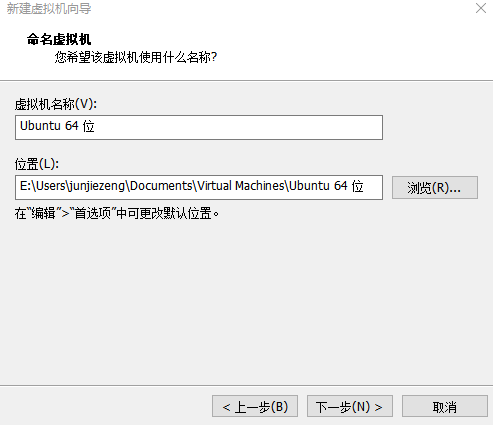 新建虚拟机向导
命名虚拟机
您希望该虚拟机使用什么名称?
虚拟机名称(V):
Ubuntu 64 位
位置(L):
E:\Users\junjiezeng\Documents\Virtual Machines\Ubuntu 64 位
浏览(R)...
在"编辑">"首选项"中可更改默认位置。
< 上一步(B)
下一步(N) >
取消